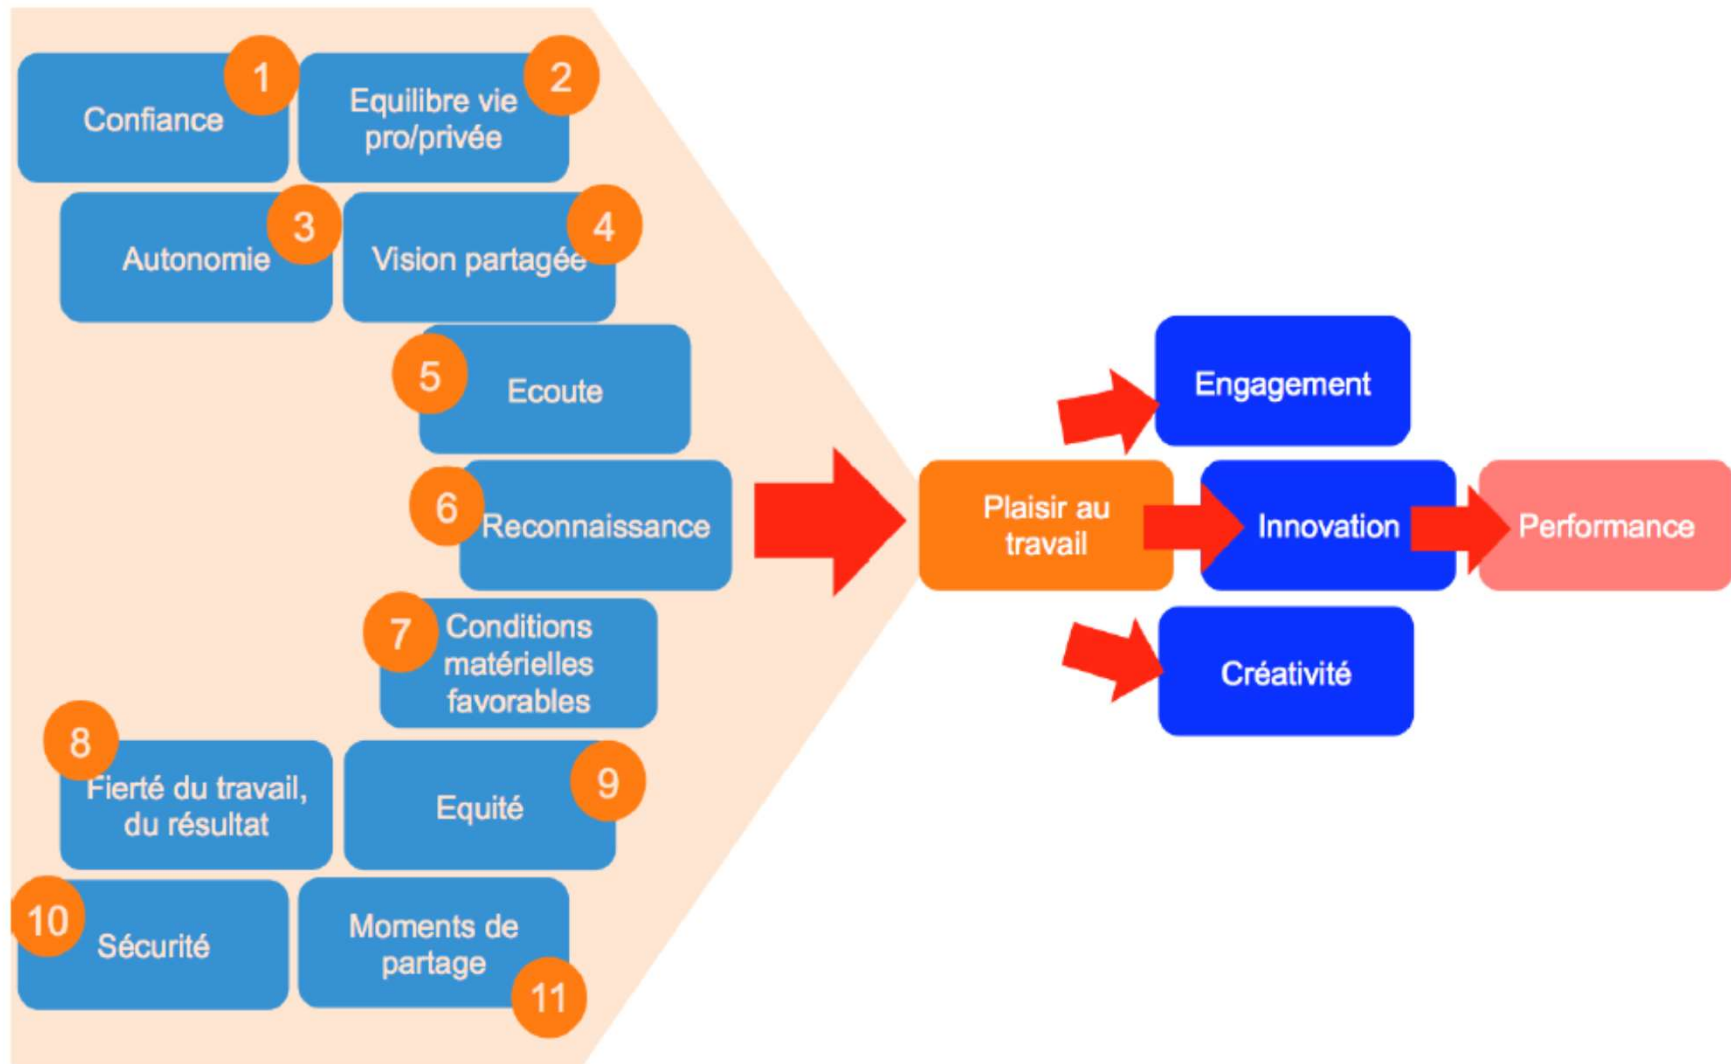 1
Confiance
2
Equilibre vie
pro/privée
3
Autonomie
4
Vision partagée
5
Ecoute
6
Reconnaissance
7
Conditions
matérielles
favorables
8
Fierté du travail,
du résultat
9
Equité
10
Sécurité
Moments de
partage
11
Plaisir au
travail
Engagement
Innovation
Créativité
Performance